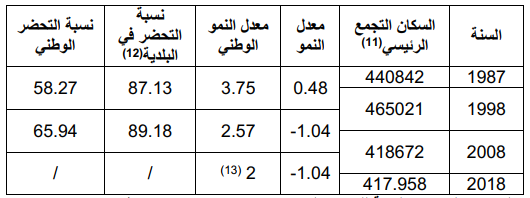 السنة السكان التجمع الرئيسي(11) معدل النمو معدل النمو الوطني نسبة التحضر في البلدية(12) نسبة التحضر الوطني
1987 440842
0.48 3.75 87.13 58.27
1998 465021
-1.04 2.57 89.18 65.94
2008 418672
-1.04 2 (13) / /
2018 417.958